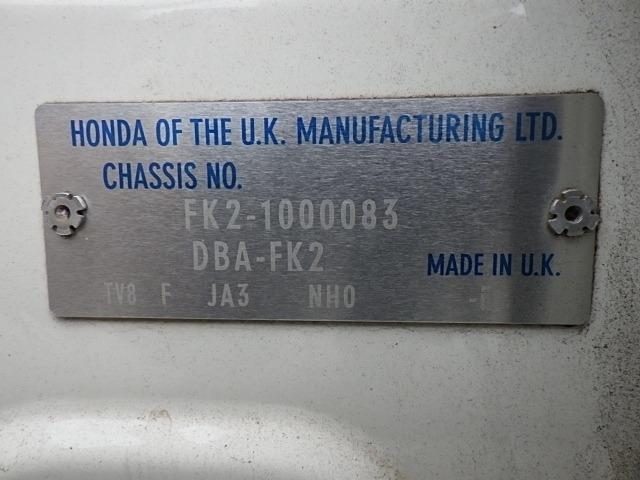 HONDA OF THE U.K. MANUFACTURING LTD.
CHASSIS NO.
FK2-1000083
DBA-FK2
MADE IN U.K.
TV8 F JA3 NH0